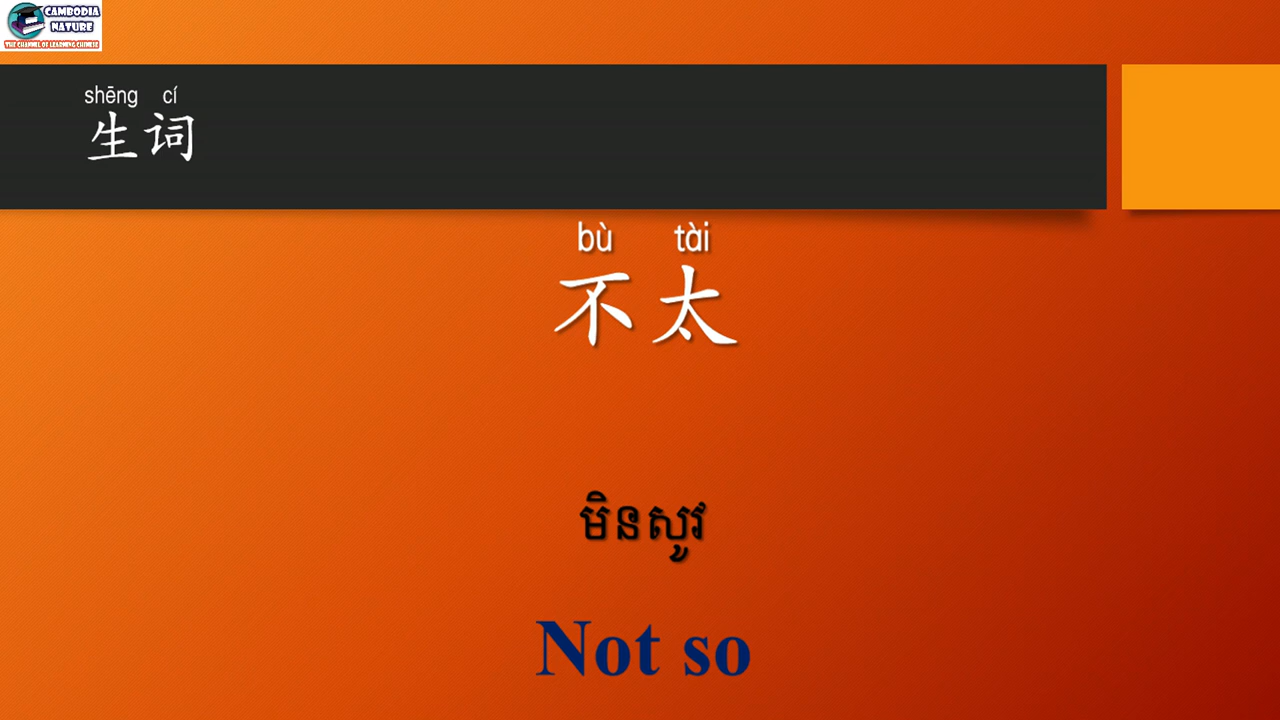 CAMBODIA
NATURE
THE CHANNEL OF LEARNING CHINESE
shēng cí
生词
bù tài
不太
មិនសូវ
Not so